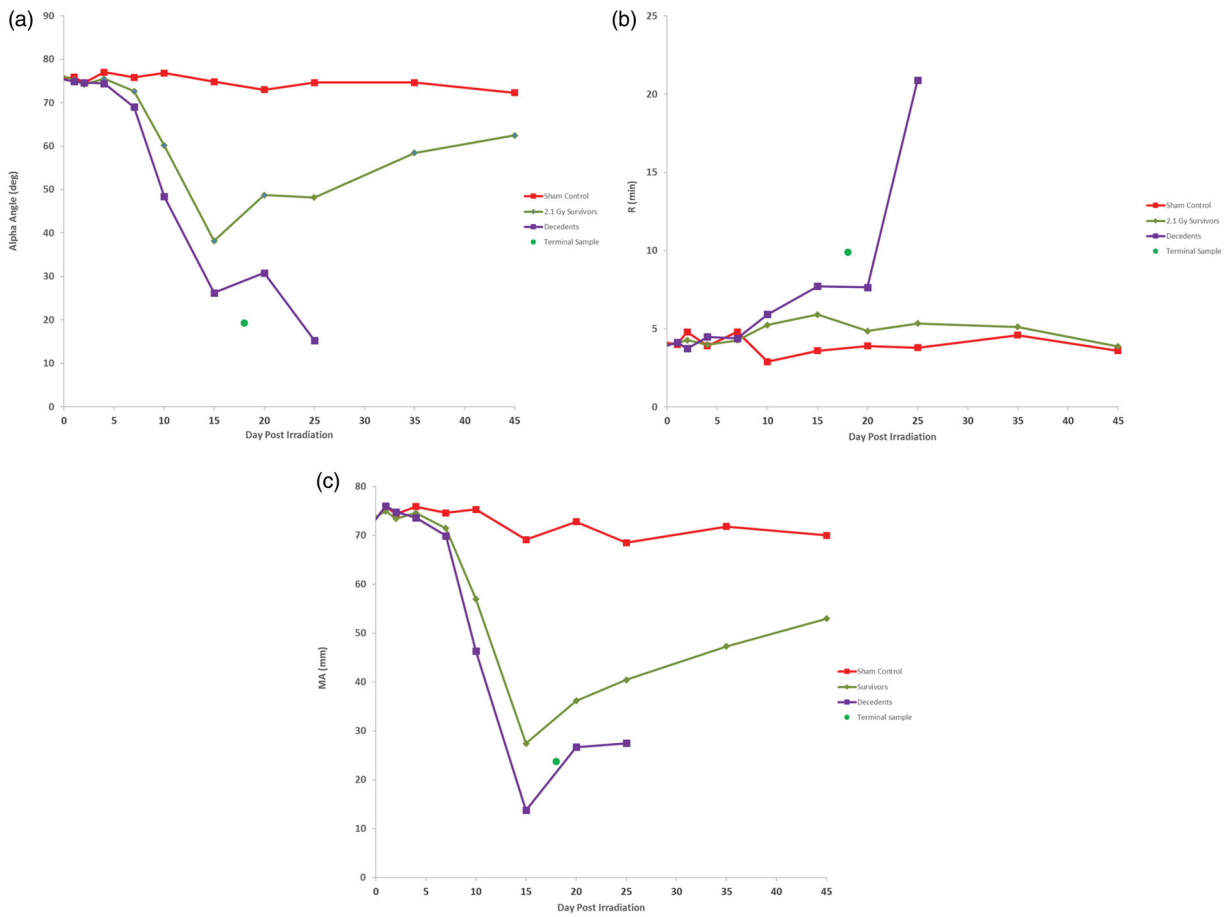 (a)
90
80
70
60
50
40
30
20
10
0
Alpha Angle (deg)
0 5 10 15 20 25 30 35 40 45
Day Post Irradiation
Sham Control
2.1 Gy Survivors
Decedents
Terminal Sample
(b)
25
20
15
10
5
0
R (min)
0 5 10 15 20 25 30 35 40 45
Day Post Irradiation
Sham Control
2.1 Gy Survivors
Decedents
Terminal Sample
(c)
80
70
60
50
40
30
20
10
0
MA (mm)
0 5 10 15 20 25 30 35 40 45
Day Post Irradiation
Sham Control
Survivors
Decedents
Terminal sample